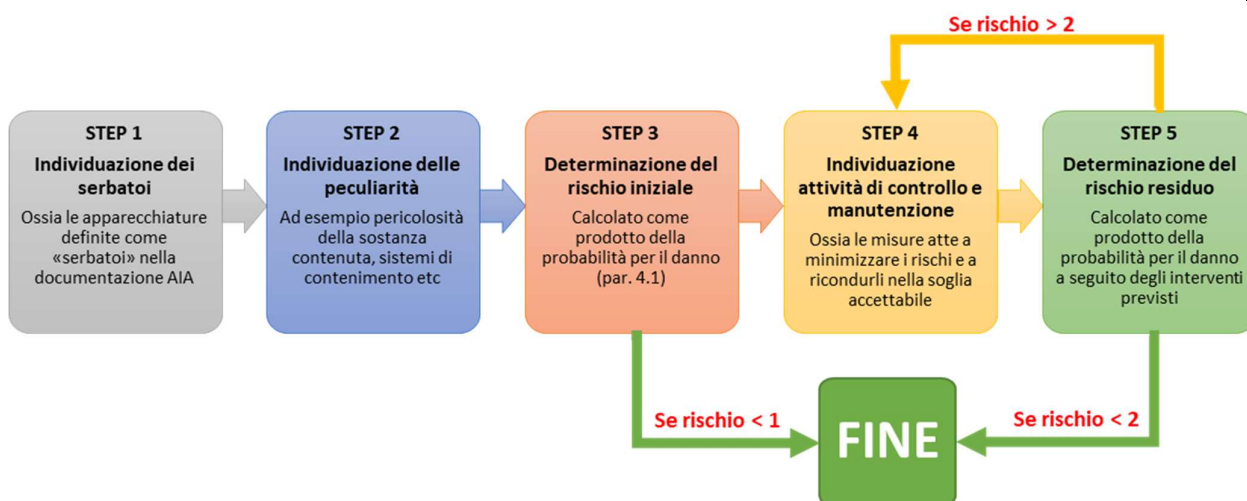 Se rischio > 2
STEP 1
Individuazione dei
serbatoi
Ossia le apparecchiature
definite come
«serbatoi» nella
documentazione AIA
STEP 2
Individuazione delle
peculiarità
Ad esempio pericolosità
della sostanza
contenuta, sistemi di
contenimento etc
STEP 3
Determinazione del
rischio iniziale
Calcolato come
prodotto della
probabilità per il danno
(par. 4.1)
STEP 4
Individuazione
attività di controllo e
manutenzione
Ossia le misure atte a
minimizzare i rischi e a
ricondurli nella soglia
accettabile
STEP 5
Determinazione del
rischio residuo
Calcolato come
prodotto della
probabilità per il danno
a seguito degli interventi
previsti
Se rischio < 1
FINE
Se rischio < 2